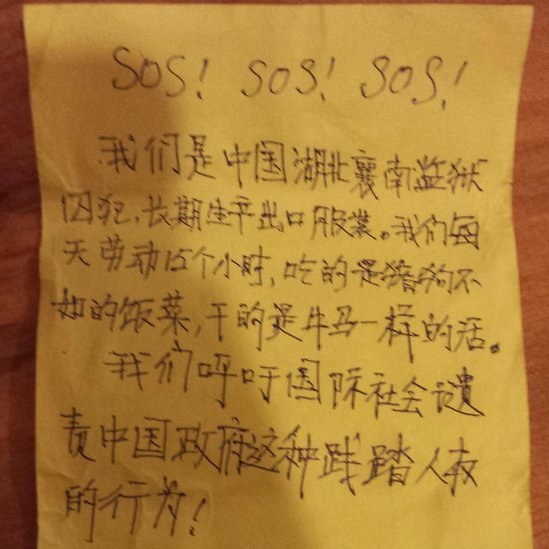 SOS! SOS! SOS!
我们是中国湖北襄南监狱
囚犯,长期生产出口服装。我们每
天劳动15个小时,吃的是猪狗不
如的饭菜,干的是牛马一样的活。
我们呼吁国际社会谴
责中国政府这种践踏人权
的行为!